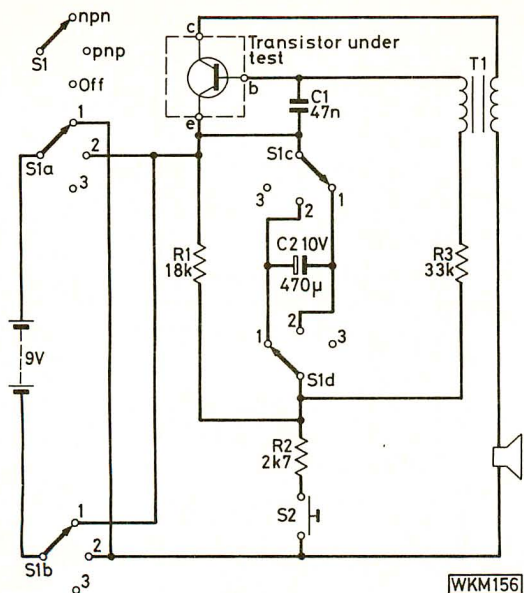 npn
S1
pnp
Off
c
Transistor under
test
b
e
C1
47n
T1
1
S1a
2
3
S1c
3
2
1
R1
18k
C2 10V
470μ
R3
33k
9V
1
2
3
S1d
R2
2k7
S2
1
S1b
2
3
WKM156